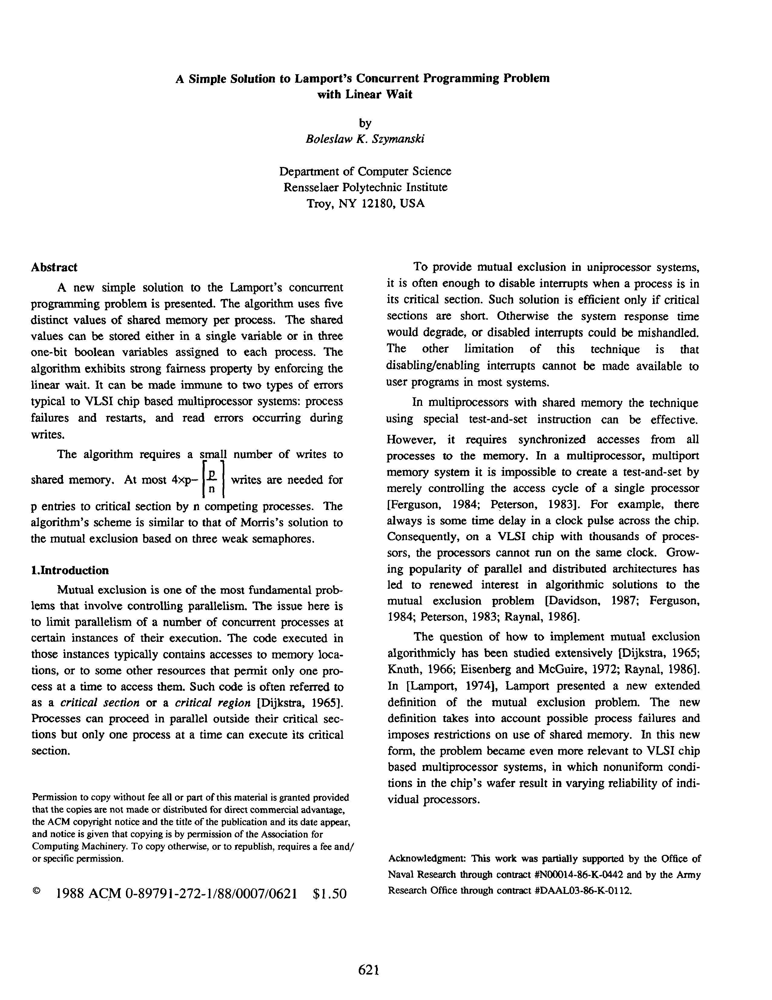 A Simple Solution to Lamport's Concurrent Programming Problem
with Linear Wait
by
Boleslaw K. Szymanski
Department of Computer Science
Rensselaer Polytechnic Institute
Troy, NY 12180, USA
Abstract
A new simple solution to the Lamport's concurrent
programming problem is presented. The algorithm uses five
distinct values of shared memory per process. The shared
values can be stored either in a single variable or in three
one-bit boolean variables assigned to each process. The
algorithm exhibits strong fairness property by enforcing the
linear wait. It can be made immune to two types of errors
typical to VLSI chip based multiprocessor systems: process
failures and restarts, and read errors occurring during
writes.
The algorithm requires a small number of writes to
shared memory. At most 4×p–⌈p/n⌉ writes are needed for
p entries to critical section by n competing processes. The
algorithm's scheme is similar to that of Morris's solution to
the mutual exclusion based on three weak semaphores.
1.Introduction
Mutual exclusion is one of the most fundamental prob-
lems that involve controlling parallelism. The issue here is
to limit parallelism of a number of concurrent processes at
certain instances of their execution. The code executed in
those instances typically contains accesses to memory loca-
tions, or to some other resources that permit only one pro-
cess at a time to access them. Such code is often referred to
as a critical section or a critical region [Dijkstra, 1965].
Processes can proceed in parallel outside their critical sec-
tions but only one process at a time can execute its critical
section.
Permission to copy without fee all or part of this material is granted provided
that the copies are not made or distributed for direct commercial advantage,
the ACM copyright notice and the title of the publication and its date appear,
and notice is given that copying is by permission of the Association for
Computing Machinery. To copy otherwise, or to republish, requires a fee and/
or specific permission.
© 1988 ACM 0-89791-272-1/88/0007/0621 $1.50
To provide mutual exclusion in uniprocessor systems,
it is often enough to disable interrupts when a process is in
its critical section. Such solution is efficient only if critical
sections are short. Otherwise the system response time
would degrade, or disabled interrupts could be mishandled.
The other limitation of this technique is that
disabling/enabling interrupts cannot be made available to
user programs in most systems.
In multiprocessors with shared memory the technique
using special test-and-set instruction can be effective.
However, it requires synchronized accesses from all
processes to the memory. In a multiprocessor, multiport
memory system it is impossible to create a test-and-set by
merely controlling the access cycle of a single processor
[Ferguson, 1984; Peterson, 1983]. For example, there
always is some time delay in a clock pulse across the chip.
Consequently, on a VLSI chip with thousands of proces-
sors, the processors cannot run on the same clock. Grow-
ing popularity of parallel and distributed architectures has
led to renewed interest in algorithmic solutions to the
mutual exclusion problem [Davidson, 1987; Ferguson,
1984; Peterson, 1983; Raynal, 1986].
The question of how to implement mutual exclusion
algorithmicly has been studied extensively [Dijkstra, 1965;
Knuth, 1966; Eisenberg and McGuire, 1972; Raynal, 1986].
In [Lamport, 1974], Lamport presented a new extended
definition of the mutual exclusion problem. The new
definition takes into account possible process failures and
imposes restrictions on use of shared memory. In this new
form, the problem became even more relevant to VLSI chip
based multiprocessor systems, in which nonuniform condi-
tions in the chip's wafer result in varying reliability of indi-
vidual processors.
Acknowledgment: This work was partially supported by the Office of
Naval Research through contract #N00014-86-K-0442 and by the Army
Research Office through contract #DAAL03-86-K-0112.
621